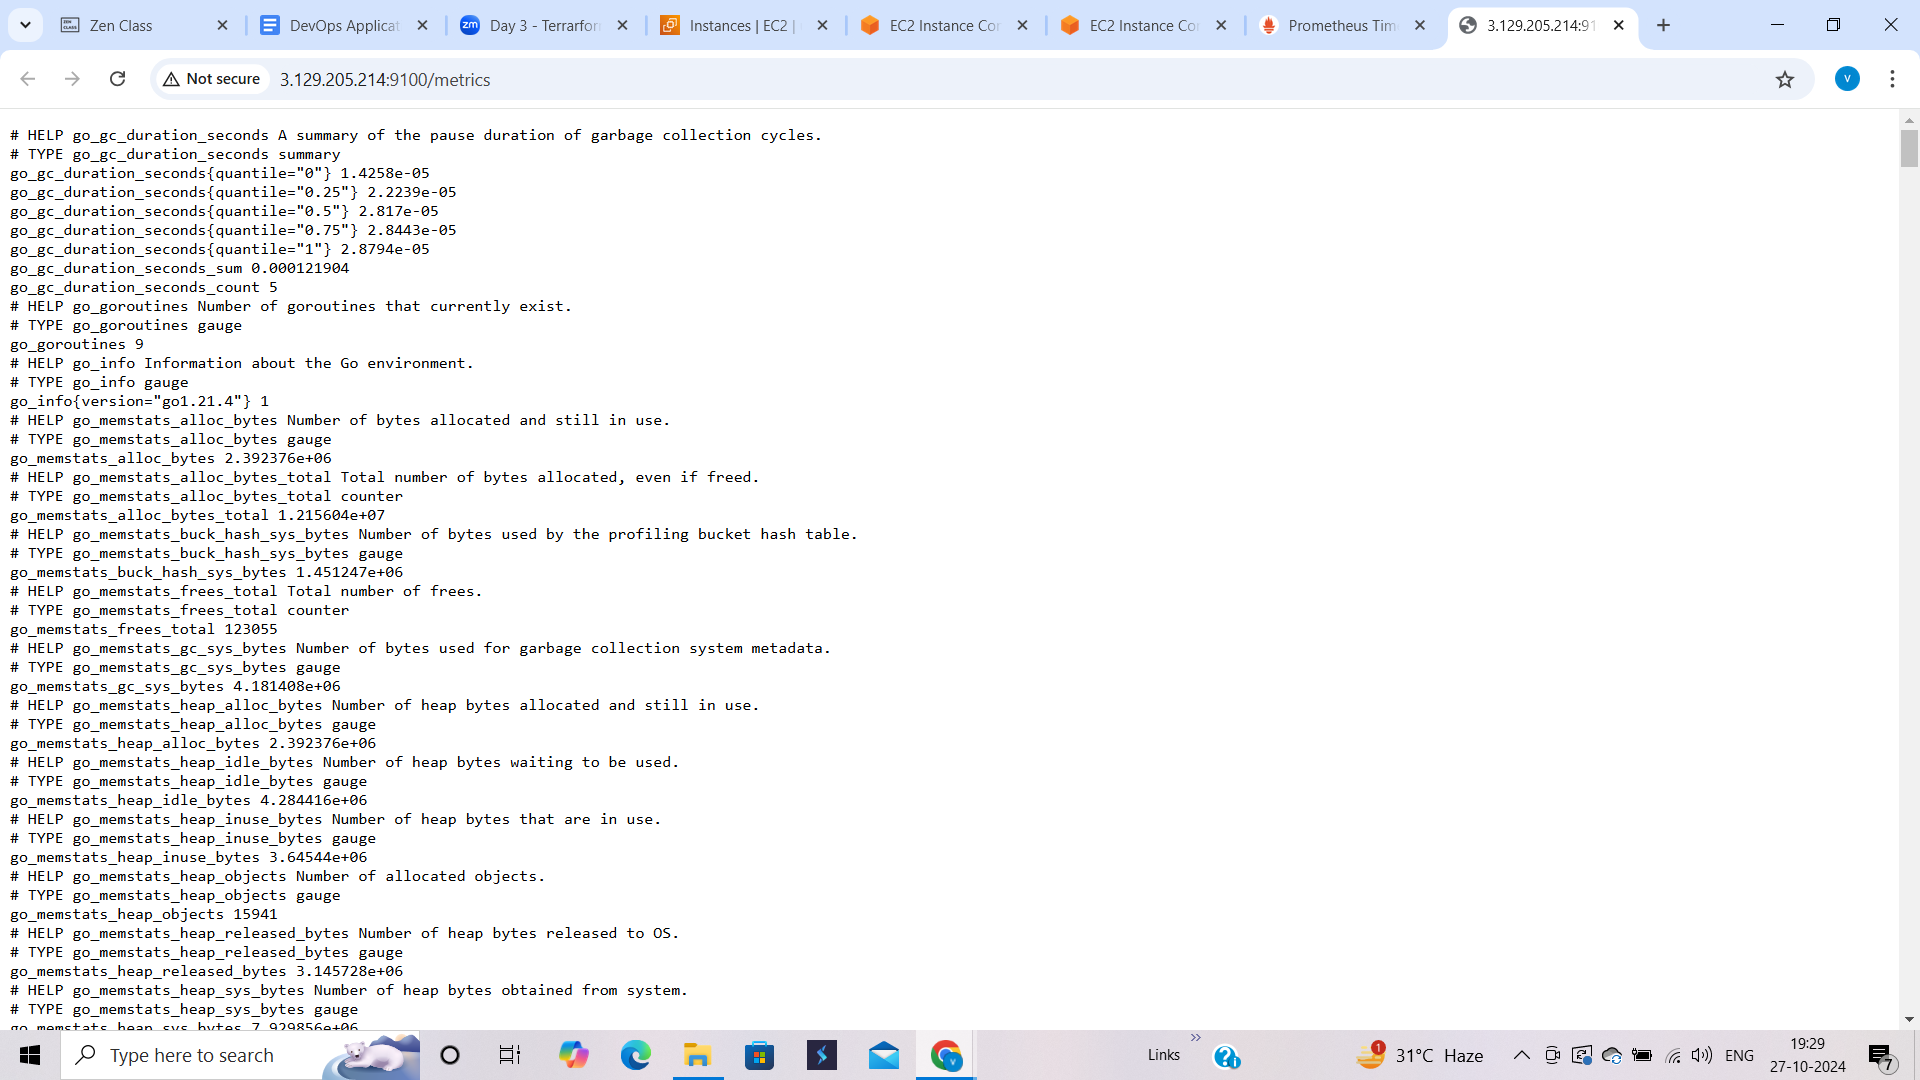 Zen Class
DevOps Applicat
zm
Day 3 - Terrarfor
Instances | EC2 |
EC2 Instance Cor
EC2 Instance Cor
Prometheus Tim
3.129.205.214:91
Not secure
3.129.205.214:9100/metrics
V
# HELP go_gc_duration_seconds A summary of the pause duration of garbage collection cycles.
# TYPE go_gc_duration_seconds summary
go_gc_duration_seconds{quantile="0"} 1.4258e-05
go_gc_duration_seconds{quantile="0.25"} 2.2239e-05
go_gc_duration_seconds{quantile="0.5"} 2.817e-05
go_gc_duration_seconds{quantile="0.75"} 2.8443e-05
go_gc_duration_seconds{quantile="1"} 2.8794e-05
go_gc_duration_seconds_sum 0.000121904
go_gc_duration_seconds_count 5
# HELP go_goroutines Number of goroutines that currently exist.
# TYPE go_goroutines gauge
go_goroutines 9
# HELP go_info Information about the Go environment.
# TYPE go_info gauge
go_info{version="go1.21.4"} 1
# HELP go_memstats_alloc_bytes Number of bytes allocated and still in use.
# TYPE go_memstats_alloc_bytes gauge
go_memstats_alloc_bytes 2.392376e+06
# HELP go_memstats_alloc_bytes_total Total number of bytes allocated, even if freed.
# TYPE go_memstats_alloc_bytes_total counter
go_memstats_alloc_bytes_total 1.215604e+07
# HELP go_memstats_buck_hash_sys_bytes Number of bytes used by the profiling bucket hash table.
# TYPE go_memstats_buck_hash_sys_bytes gauge
go_memstats_buck_hash_sys_bytes 1.451247e+06
# HELP go_memstats_frees_total Total number of frees.
# TYPE go_memstats_frees_total counter
go_memstats_frees_total 123055
# HELP go_memstats_gc_sys_bytes Number of bytes used for garbage collection system metadata.
# TYPE go_memstats_gc_sys_bytes gauge
go_memstats_gc_sys_bytes 4.181408e+06
# HELP go_memstats_heap_alloc_bytes Number of heap bytes allocated and still in use.
# TYPE go_memstats_heap_alloc_bytes gauge
go_memstats_heap_alloc_bytes 2.392376e+06
# HELP go_memstats_heap_idle_bytes Number of heap bytes waiting to be used.
# TYPE go_memstats_heap_idle_bytes gauge
go_memstats_heap_idle_bytes 4.284416e+06
# HELP go_memstats_heap_inuse_bytes Number of heap bytes that are in use.
# TYPE go_memstats_heap_inuse_bytes gauge
go_memstats_heap_inuse_bytes 3.64544e+06
# HELP go_memstats_heap_objects Number of allocated objects.
# TYPE go_memstats_heap_objects gauge
go_memstats_heap_objects 15941
# HELP go_memstats_heap_released_bytes Number of heap bytes released to OS.
# TYPE go_memstats_heap_released_bytes gauge
go_memstats_heap_released_bytes 3.145728e+06
# HELP go_memstats_heap_sys_bytes Number of heap bytes obtained from system.
# TYPE go_memstats_heap_sys_bytes gauge
go_memstats_heap_sys_bytes 7.929856e+06
Type here to search
Links
1
31°C Haze
ENG
19:29
27-10-2024
7